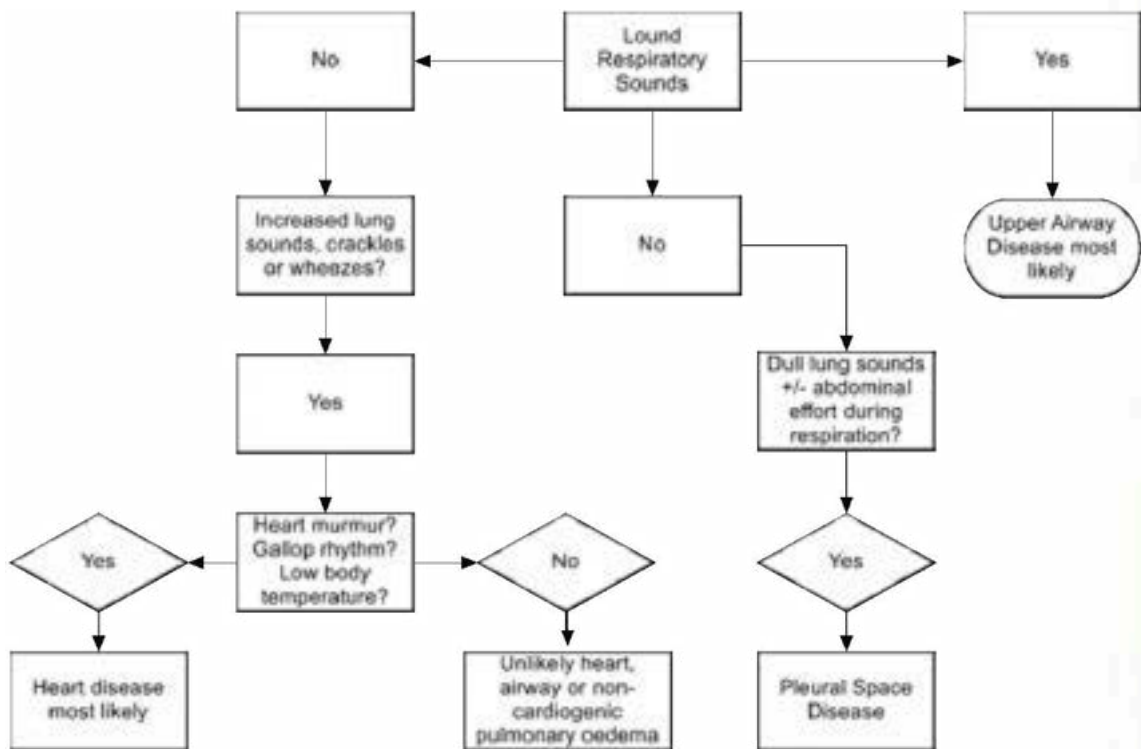 No
Lound
Respiratory
Sounds
Yes
Increased lung
sounds, crackles
or wheezes?
No
Upper Airway
Disease most
likely
Yes
Dull lung sounds
+/- abdominal
effort during
respiration?
Yes
Heart murmur?
Gallop rhythm?
Low body
temperature?
No
Yes
Heart disease
most likely
Unlikely heart,
airway or non-
cardiogenic
pulmonary oedema
Pleural Space
Disease